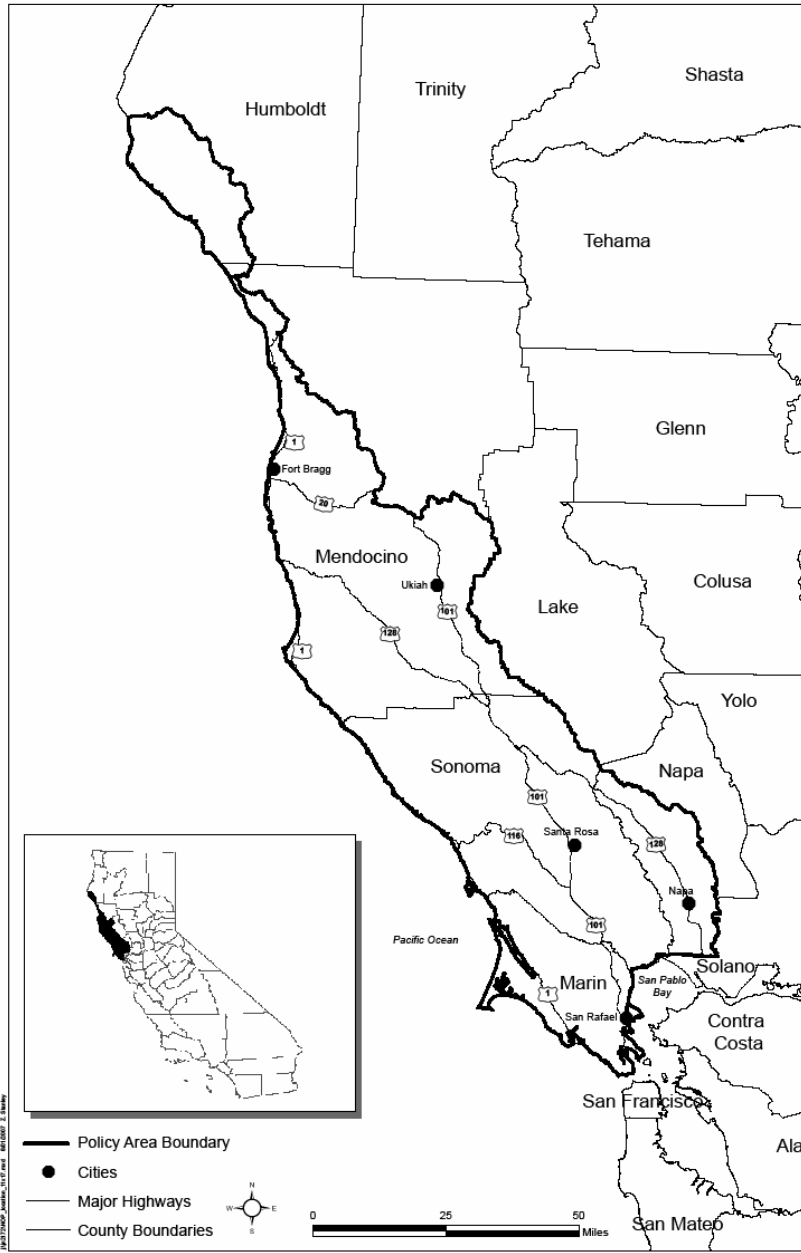 Shasta
Trinity
Humboldt
Tehama
Glenn
1
Fort Bragg
20
Mendocino
Colusa
Ukiah
Lake
101
128
1
Yolo
Sonoma
Napa
101
Santa Rosa
116
128
Napa
101
Pacific Ocean
Solano
Marin
San Pablo
Bay
1
San Rafael
Contra
Costa
San Francisco
Policy Area Boundary
Ala
Cities
N
Major Highways
W
E
S
0
25
50
County Boundaries
Miles
San Mateo